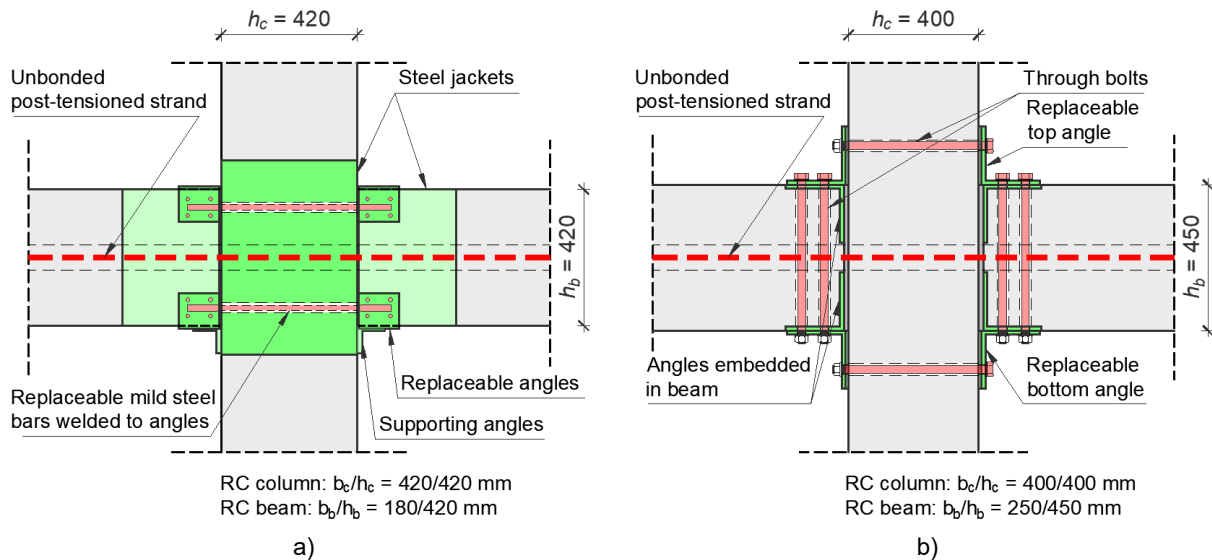 h_c = 420
Unbonded
post-tensioned strand
Steel jackets
h_b = 420
Replaceable mild steel
bars welded to angles
Replaceable angles
Supporting angles
RC column: b_c/h_c = 420/420 mm
RC beam: b_b/h_b = 180/420 mm
a)
h_c = 400
Unbonded
post-tensioned strand
Through bolts
Replaceable
top angle
h_b = 450
Angles embedded
in beam
Replaceable
bottom angle
RC column: b_c/h_c = 400/400 mm
RC beam: b_b/h_b = 250/450 mm
b)